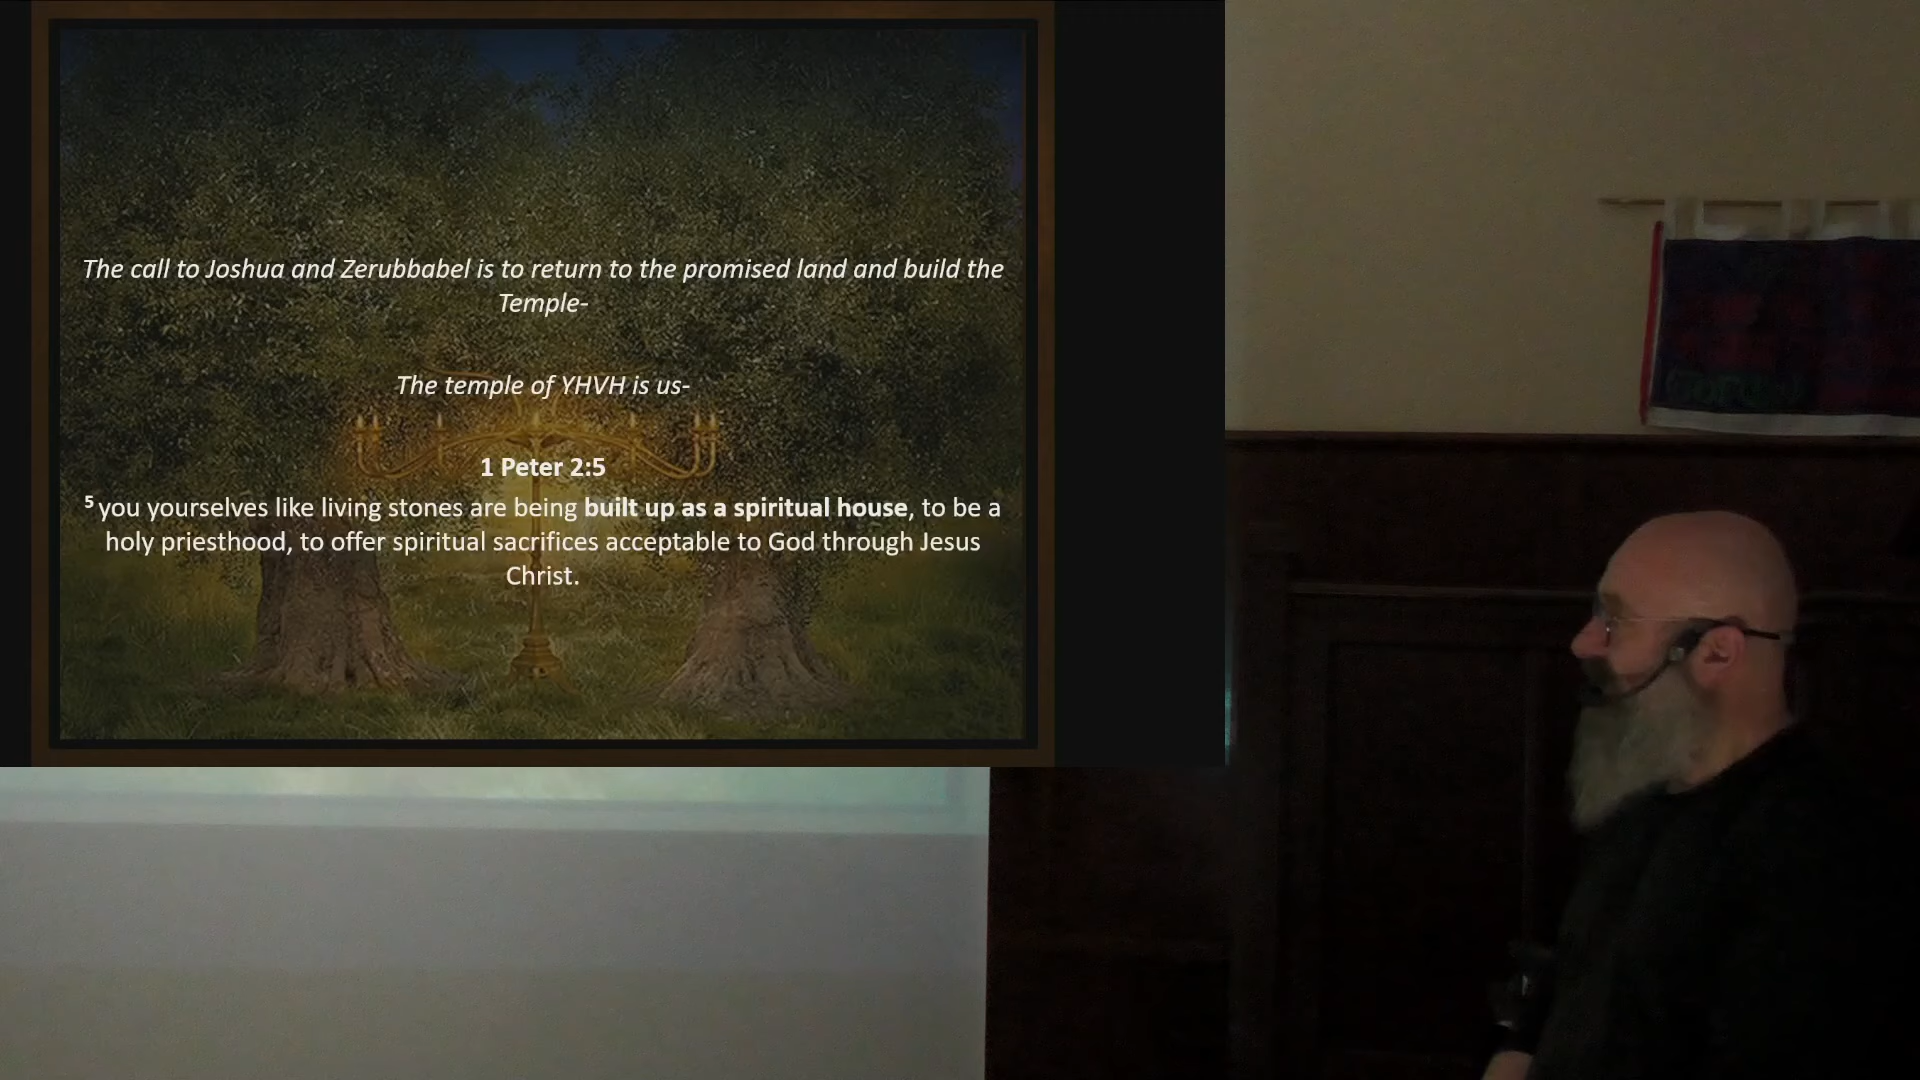 The call to Joshua and Zerubbabel is to return to the promised land and build the
Temple-
The temple of YHVH is us-
1 Peter 2:5
5 you yourselves like living stones are being built up as a spiritual house, to be a
holy priesthood, to offer spiritual sacrifices acceptable to God through Jesus
Christ.